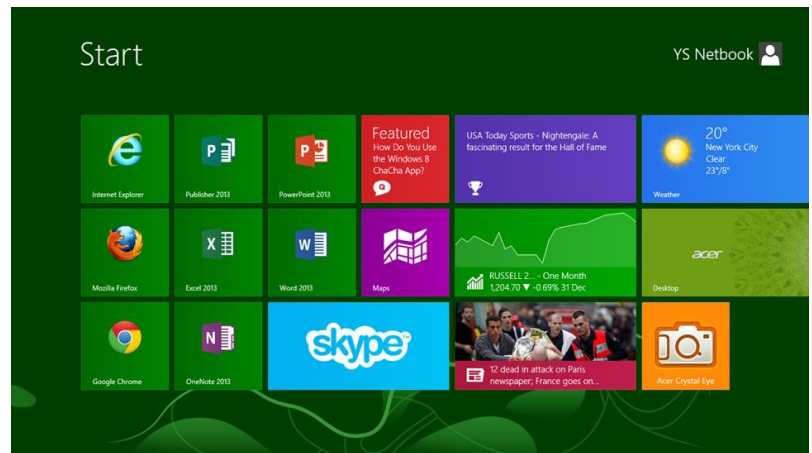 Start
YS Netbook
Internet Explorer
Publisher 2013
PowerPoint 2013
Featured
How Do You Use
the Windows 8
ChaCha App?
USA Today Sports - Nightengale: A
fascinating result for the Hall of Fame
20°
New York City
Clear
23°/8°
Weather
Mozilla Firefox
Excel 2013
Word 2013
Maps
RUSSELL 2... - One Month
1,204.70 ▼ -0.69% 31 Dec
acer
Desktop
Google Chrome
OneNote 2013
skype
12 dead in attack on Paris
newspaper; France goes on...
Acer Crystal Eye